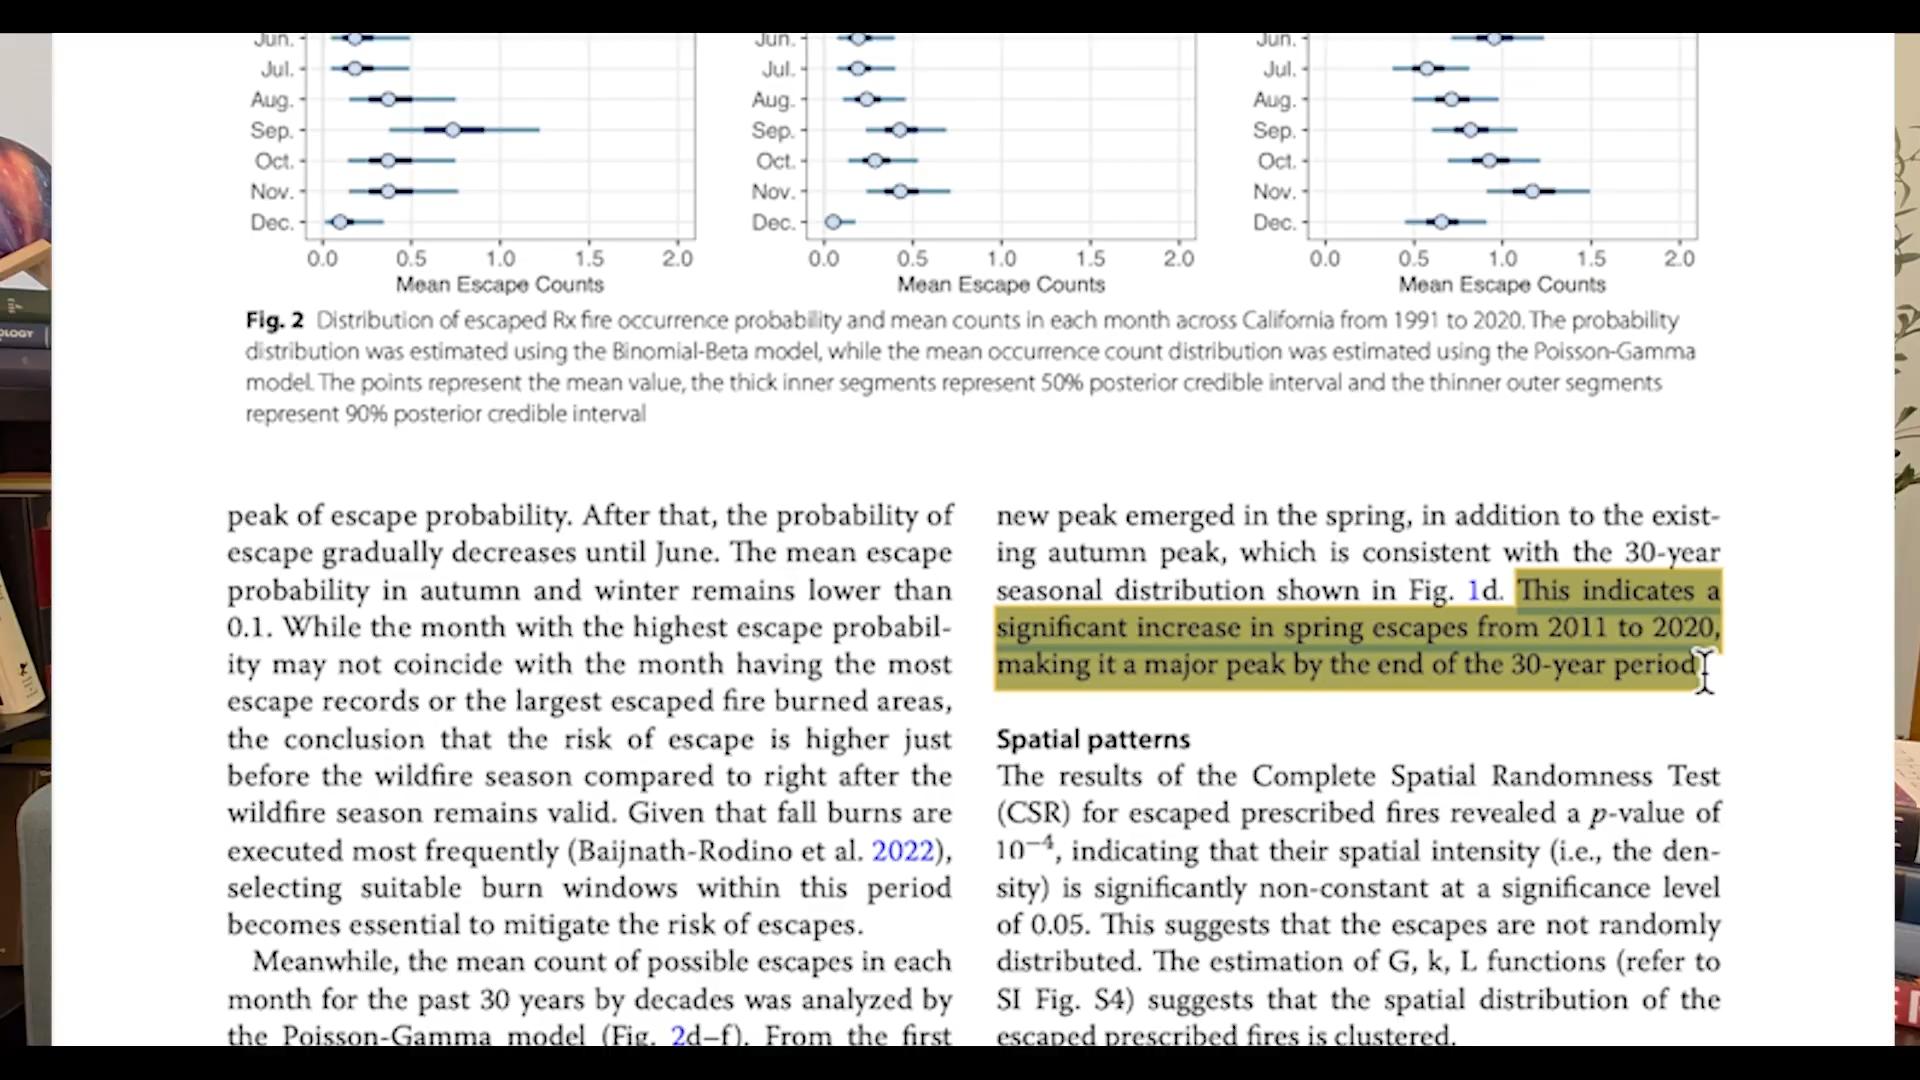 Jun.
Jul.
Aug.
Sep.
Oct.
Nov.
Dec.
0.0 0.5 1.0 1.5 2.0
Mean Escape Counts
Jun.
Jul.
Aug.
Sep.
Oct.
Nov.
Dec.
0.0 0.5 1.0 1.5 2.0
Mean Escape Counts
Jun.
Jul.
Aug.
Sep.
Oct.
Nov.
Dec.
0.0 0.5 1.0 1.5 2.0
Mean Escape Counts
Fig. 2 Distribution of escaped Rx fire occurrence probability and mean counts in each month across California from 1991 to 2020. The probability
distribution was estimated using the Binomial-Beta model, while the mean occurrence count distribution was estimated using the Poisson-Gamma
model. The points represent the mean value, the thick inner segments represent 50% posterior credible interval and the thinner outer segments
represent 90% posterior credible interval
peak of escape probability. After that, the probability of
escape gradually decreases until June. The mean escape
probability in autumn and winter remains lower than
0.1. While the month with the highest escape probabil-
ity may not coincide with the month having the most
escape records or the largest escaped fire burned areas,
the conclusion that the risk of escape is higher just
before the wildfire season compared to right after the
wildfire season remains valid. Given that fall burns are
executed most frequently (Baijnath-Rodino et al. 2022),
selecting suitable burn windows within this period
becomes essential to mitigate the risk of escapes.
Meanwhile, the mean count of possible escapes in each
month for the past 30 years by decades was analyzed by
the Poisson-Gamma model (Fig. 2d–f). From the first
new peak emerged in the spring, in addition to the exist-
ing autumn peak, which is consistent with the 30-year
seasonal distribution shown in Fig. 1d. This indicates a
significant increase in spring escapes from 2011 to 2020,
making it a major peak by the end of the 30-year period.
Spatial patterns
The results of the Complete Spatial Randomness Test
(CSR) for escaped prescribed fires revealed a p-value of
10⁻⁴, indicating that their spatial intensity (i.e., the den-
sity) is significantly non-constant at a significance level
of 0.05. This suggests that the escapes are not randomly
distributed. The estimation of G, k, L functions (refer to
SI Fig. S4) suggests that the spatial distribution of the
escaped prescribed fires is clustered.